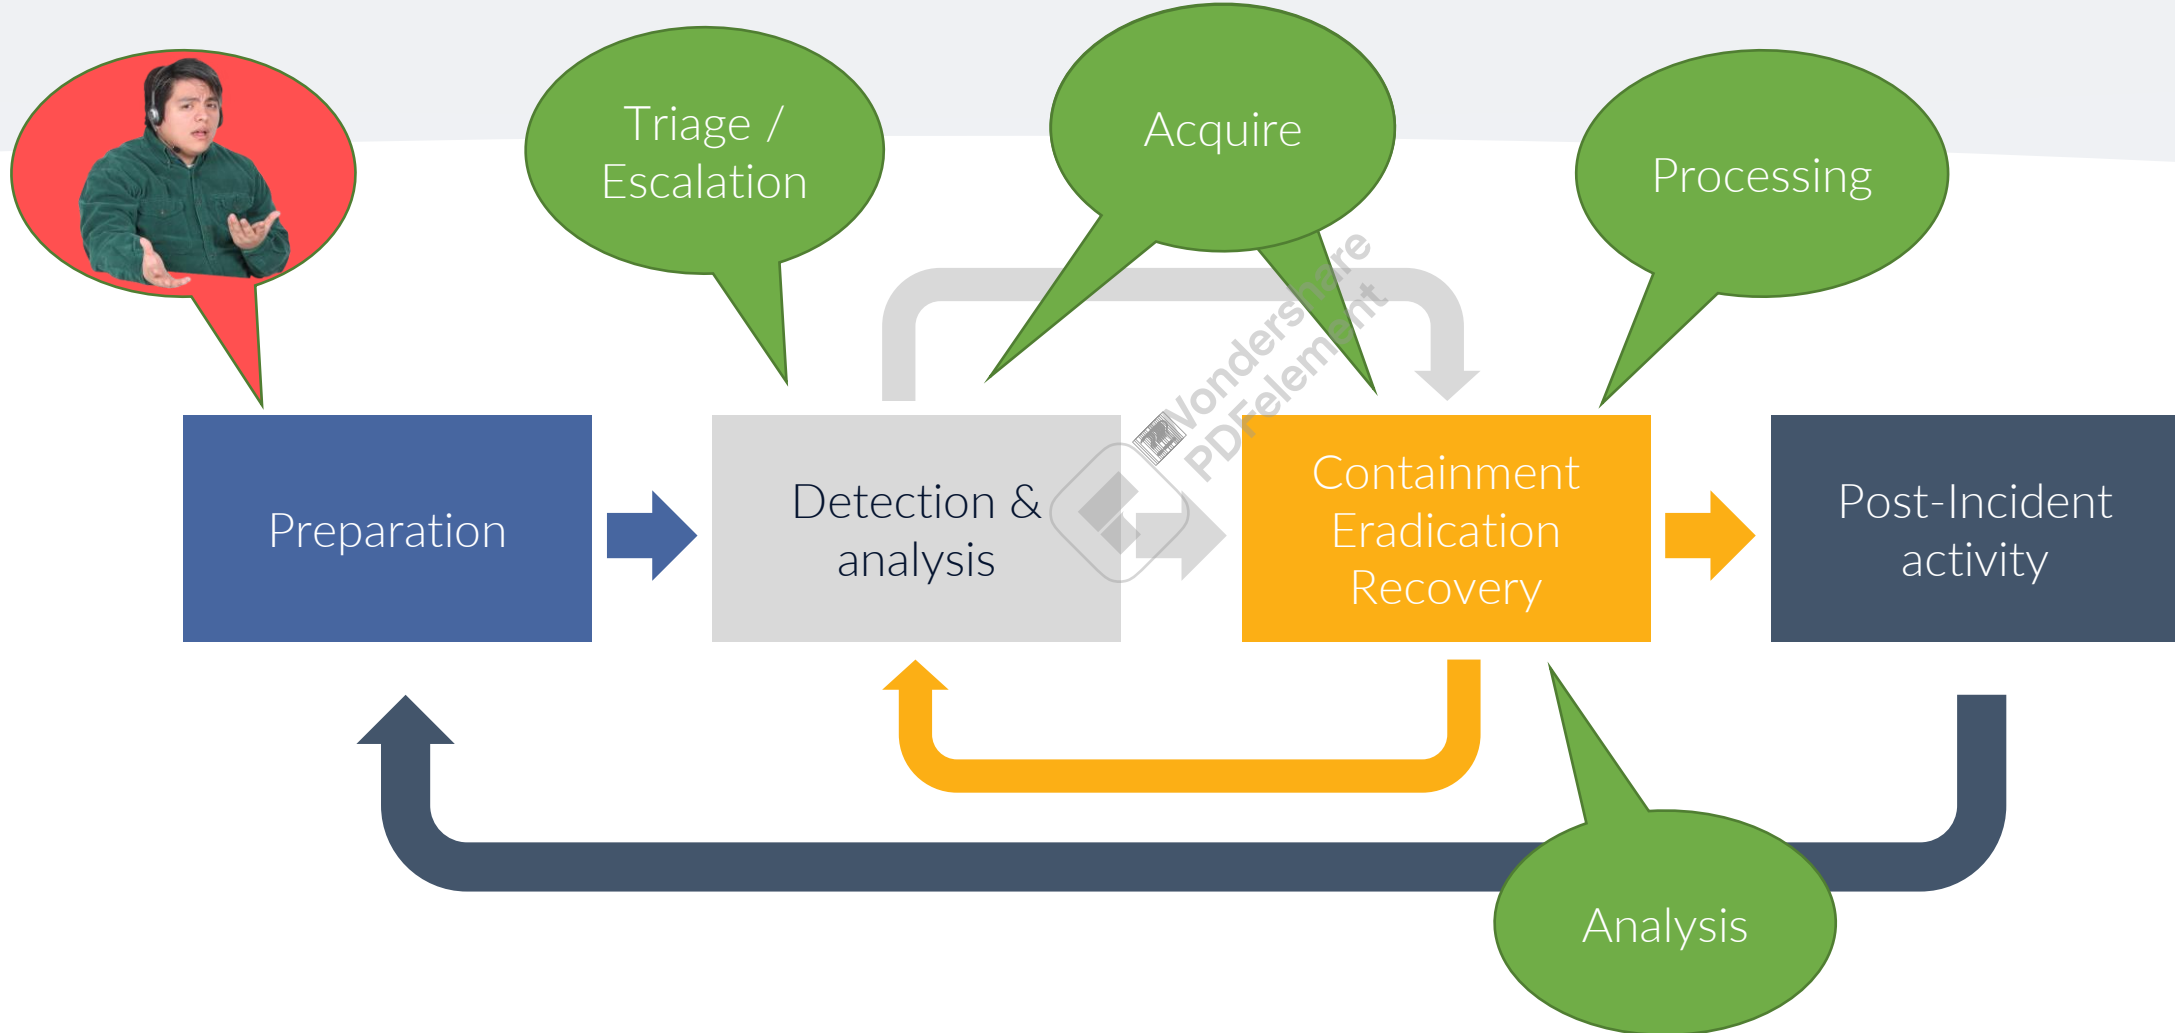 Triage /
Escalation
Acquire
Processing
Wondershare
PDFelement
Preparation
Detection &
analysis
Containment
Eradication
Recovery
Post-Incident
activity
Analysis